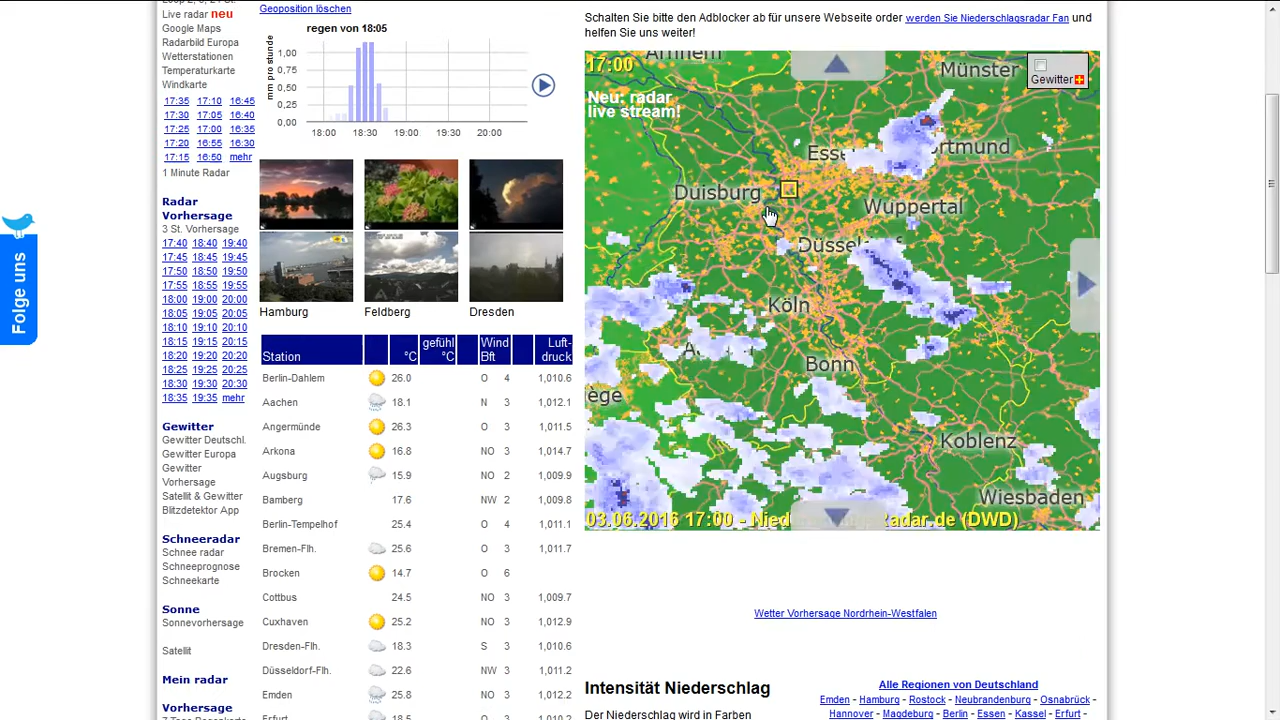 Live radar neu
Google Maps
Radarbild Europa
Wetterstationen
Temperaturkarte
Windkarte
17:35 17:10 16:45
17:30 17:05 16:40
17:25 17:00 16:35
17:20 16:55 16:30
17:15 16:50 mehr
1 Minute Radar
Radar
Vorhersage
3 St. Vorhersage
17:40 18:40 19:40
17:45 18:45 19:45
17:50 18:50 19:50
17:55 18:55 19:55
18:00 19:00 20:00
18:05 19:05 20:05
18:10 19:10 20:10
18:15 19:15 20:15
18:20 19:20 20:20
18:25 19:25 20:25
18:30 19:30 20:30
18:35 19:35 mehr
Gewitter
Gewitter Deutschl.
Gewitter Europa
Gewitter
Vorhersage
Satellit & Gewitter
Blitzdetektor App
Schneeradar
Schnee radar
Schneeprognose
Schneekarte
Sonne
Sonnevorhersage
Satellit
Mein radar
Vorhersage
Folge uns
Geoposition löschen
regen von 18:05
mm pro stunde
1,00
0,75
0,50
0,25
0,00
18:00 18:30 19:00 19:30 20:00
Hamburg Feldberg Dresden
Station °C gefühl °C Wind Bft Luft-druck
Berlin-Dahlem 26.0 O 4 1,010.6
Aachen 18.1 N 3 1,012.1
Angermünde 26.3 O 3 1,011.5
Arkona 16.8 NO 3 1,014.7
Augsburg 15.9 NO 2 1,009.9
Bamberg 17.6 NW 2 1,009.8
Berlin-Tempelhof 25.4 O 4 1,011.1
Bremen-Flh. 25.6 O 3 1,011.7
Brocken 14.7 O 6
Cottbus 24.5 NO 3 1,009.7
Cuxhaven 25.2 NO 3 1,012.9
Dresden-Flh. 18.3 S 3 1,010.6
Düsseldorf-Flh. 22.6 NW 3 1,011.2
Emden 25.8 NO 3 1,012.2
Schalten Sie bitte den Adblocker ab für unsere Webseite order werden Sie Niederschlagsradar Fan und
helfen Sie uns weiter!
17:00
Neu: radar
live stream!
Gewitter
Arnhem
Münster
Duisburg
Wuppertal
Köln
Bonn
Koblenz
Wiesbaden
03.06.2016 17:00 - (DWD)
Wetter Vorhersage Nordrhein-Westfalen
Intensität Niederschlag
Der Niederschlag wird in Farben
Alle Regionen von Deutschland
Emden - Hamburg - Rostock - Neubrandenburg - Osnabrück -
Hannover - Magdeburg - Berlin - Essen - Kassel - Erfurt -